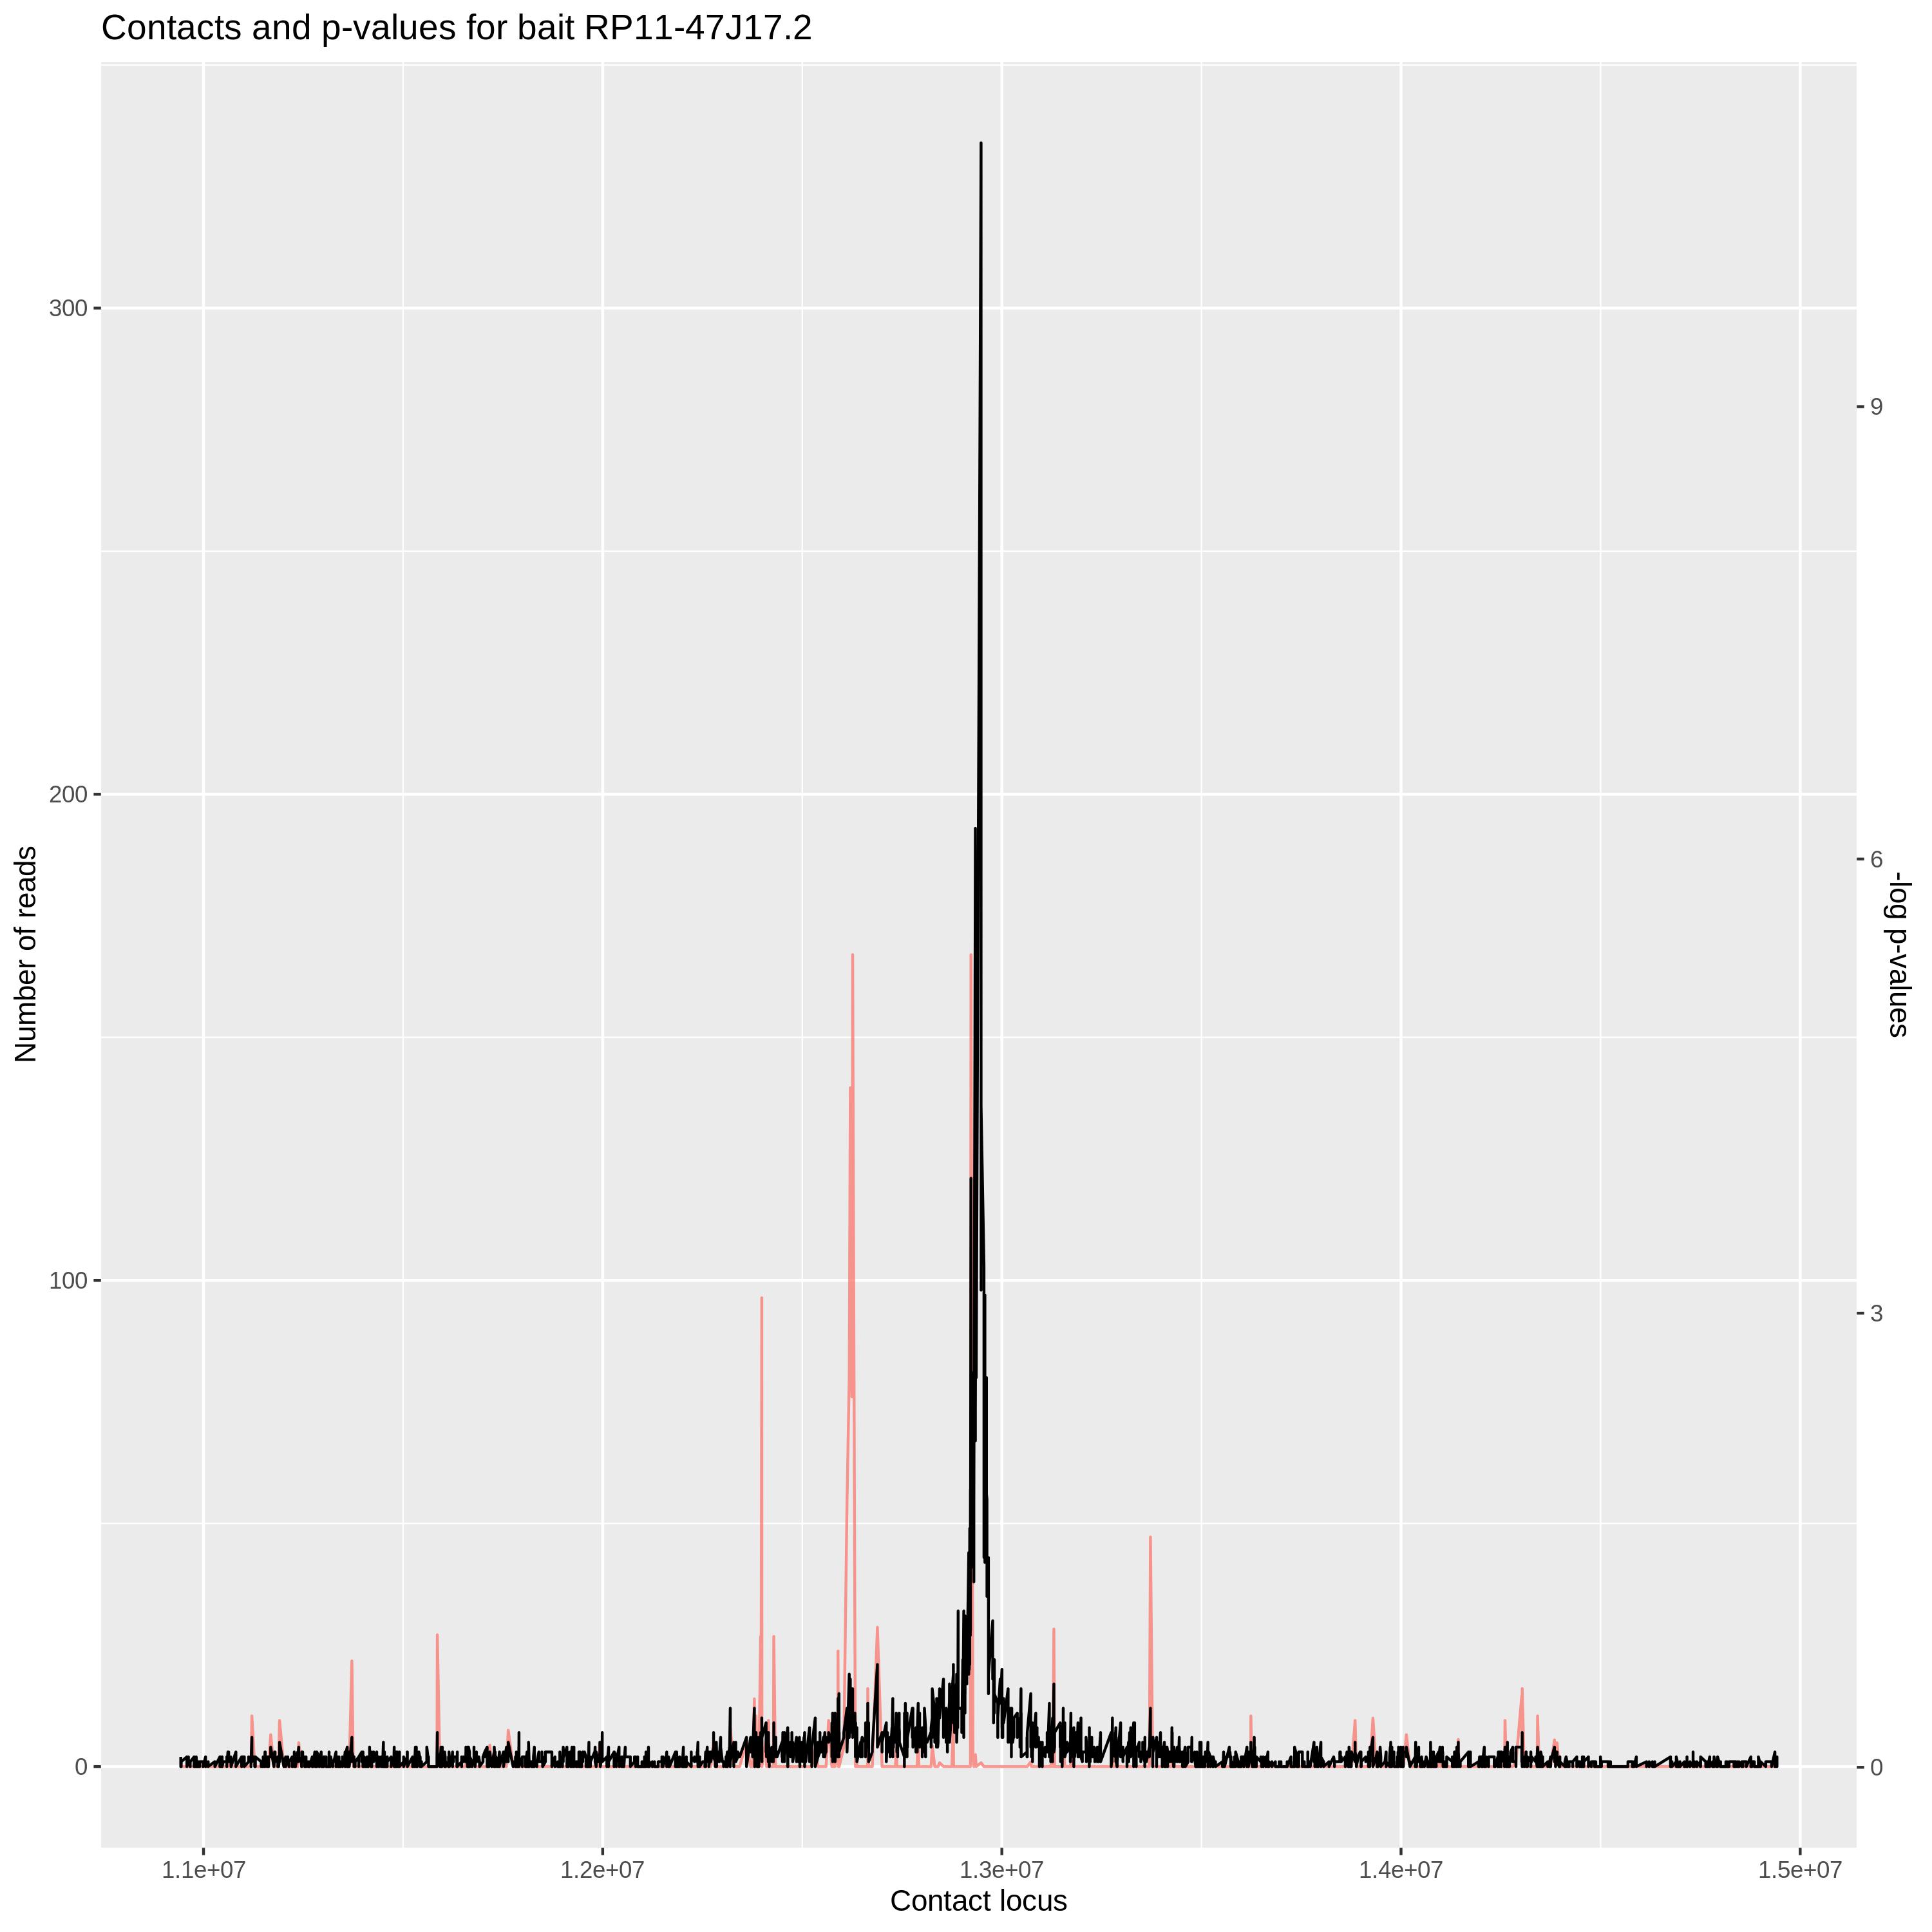 Contacts and p-values for bait RP11-47J17.2
300
200
100
0
Number of reads
9
6
3
0
-log p-values
1.1e+07
1.2e+07
1.3e+07
1.4e+07
1.5e+07
Contact locus